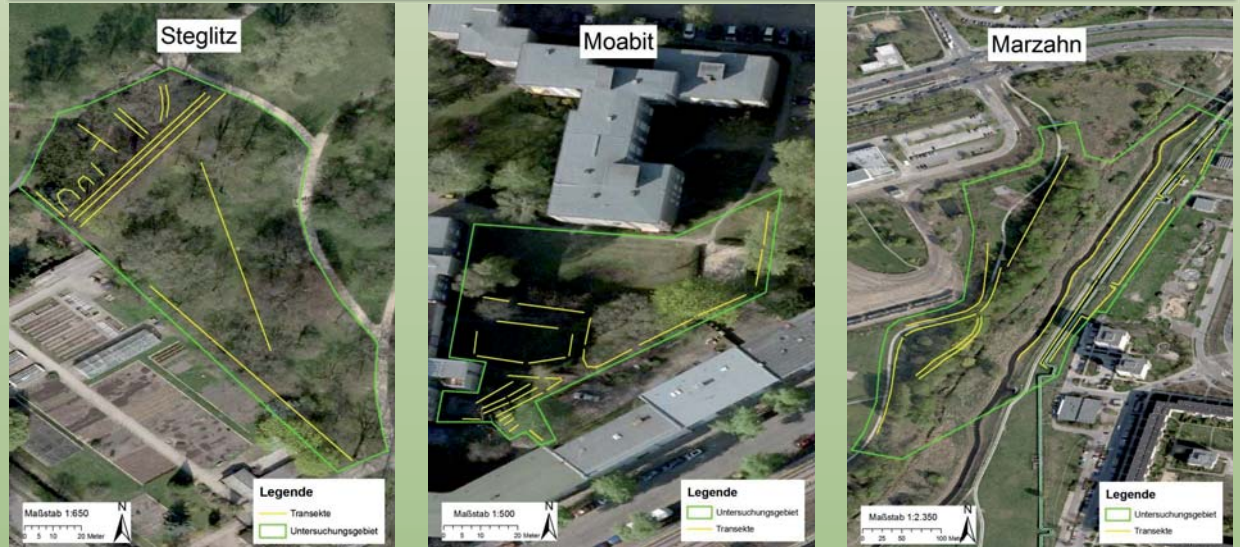 Steglitz
Legende
Transekte
Untersuchungsgebiet
Maßstab 1:650
0 5 10 20 Meter
N
Moabit
Legende
Untersuchungsgebiet
Transekte
Maßstab 1:500
0 5 10 20 Meter
N
Marzahn
Legende
Untersuchungsgebiet
Transekte
Maßstab 1:2.350
0 25 50 100 Meter
N